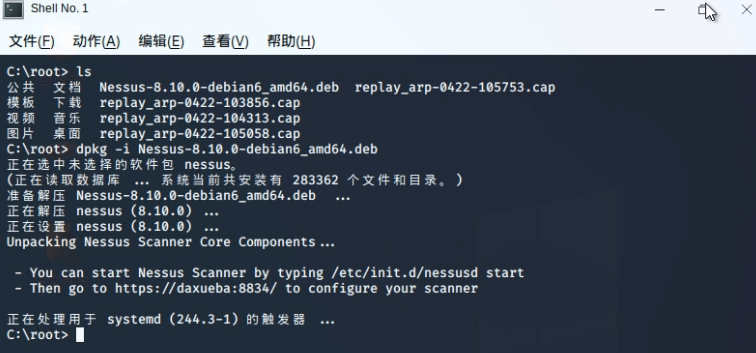 Shell No. 1
文件(F) 动作(A) 编辑(E) 查看(V) 帮助(H)
C:\root> ls
公共 文档 Nessus-8.10.0-debian6_amd64.deb replay_arp-0422-105753.cap
模板 下载 replay_arp-0422-103856.cap
视频 音乐 replay_arp-0422-104313.cap
图片 桌面 replay_arp-0422-105058.cap
C:\root> dpkg -i Nessus-8.10.0-debian6_amd64.deb
正在选中未选择的软件包 nessus。
(正在读取数据库 ... 系统当前共安装有 283362 个文件和目录。)
准备解压 Nessus-8.10.0-debian6_amd64.deb ...
正在解压 nessus (8.10.0) ...
正在设置 nessus (8.10.0) ...
Unpacking Nessus Scanner Core Components...
- You can start Nessus Scanner by typing /etc/init.d/nessusd start
- Then go to https://daxueba:8834/ to configure your scanner
正在处理用于 systemd (244.3-1) 的触发器 ...
C:\root>